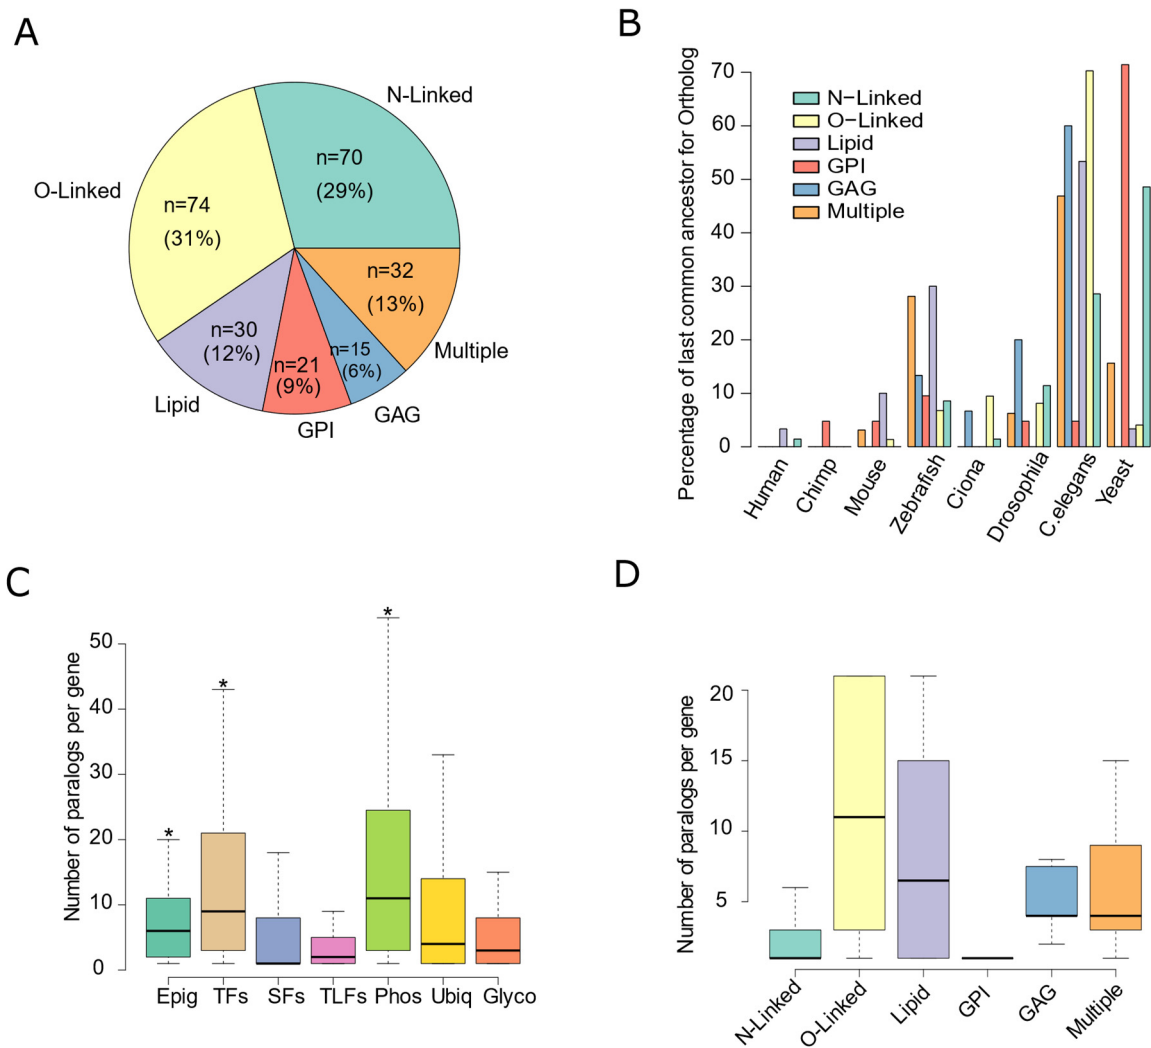 A
N-Linked
n=70
(29%)
O-Linked
n=74
(31%)
n=32
(13%)
n=30
(12%)
n=21
(9%)
n=15
(6%)
Multiple
Lipid
GPI
GAG
B
Percentage of last common ancestor for Ortholog
70
60
50
40
30
20
10
0
N−Linked
O−Linked
Lipid
GPI
GAG
Multiple
Human
Chimp
Mouse
Zebrafish
Ciona
Drosophila
C.elegans
Yeast
C
Number of paralogs per gene
50
40
30
20
10
0
*
*
*
Epig
TFs
SFs
TLFs
Phos
Ubiq
Glyco
D
Number of paralogs per gene
20
15
10
5
N-Linked
O-Linked
Lipid
GPI
GAG
Multiple